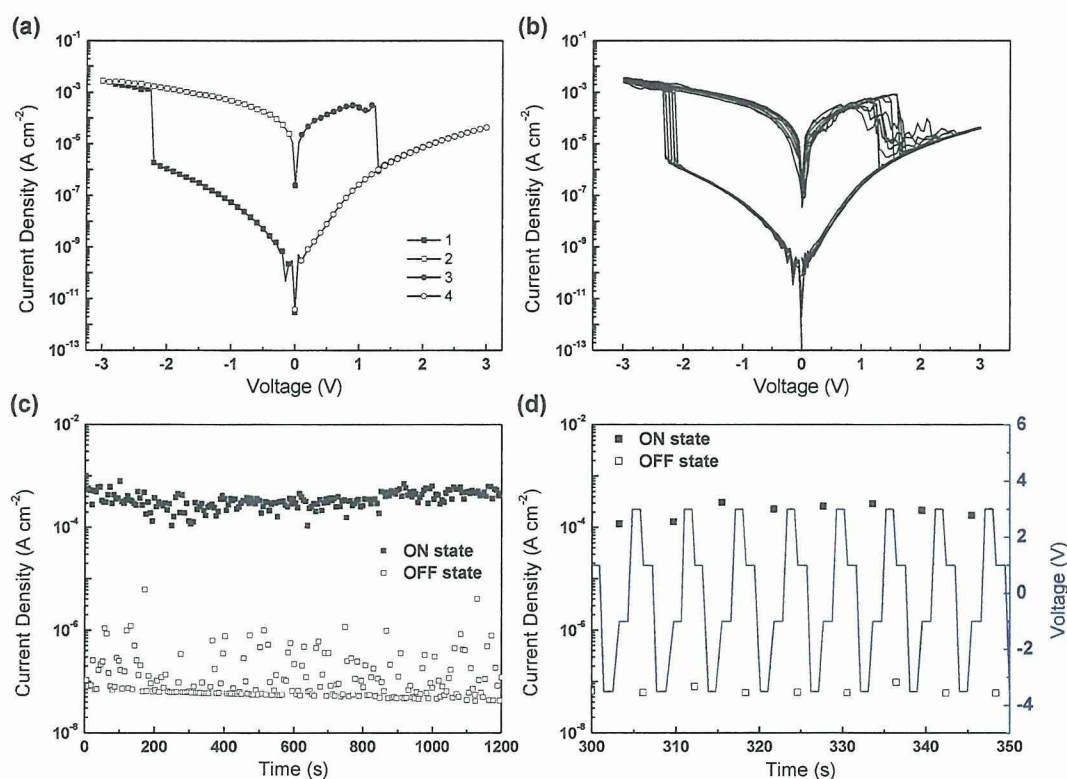 (a)
10⁻¹
10⁻³
10⁻⁵
10⁻⁷
10⁻⁹
10⁻¹¹
10⁻¹³
Current Density (A cm⁻²)
1
2
3
4
-3 -2 -1 0 1 2 3
Voltage (V)
(b)
10⁻¹
10⁻³
10⁻⁵
10⁻⁷
10⁻⁹
10⁻¹¹
10⁻¹³
Current Density (A cm⁻²)
-3 -2 -1 0 1 2 3
Voltage (V)
(c)
10⁻²
10⁻⁴
10⁻⁶
10⁻⁸
Current Density (A cm⁻²)
ON state
OFF state
0 200 400 600 800 1000 1200
Time (s)
(d)
10⁻²
10⁻⁴
10⁻⁶
10⁻⁸
Current Density (A cm⁻²)
ON state
OFF state
6
4
2
0
-2
-4
Voltage (V)
300 310 320 330 340 350
Time (s)